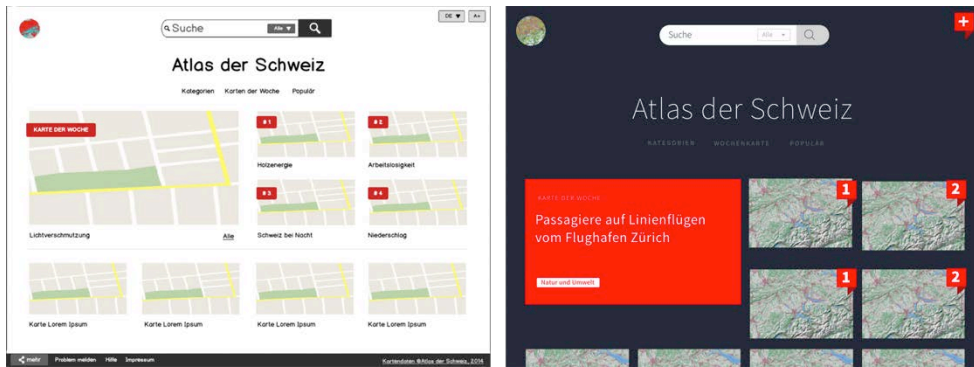 DE ▼
A+
Suche
Alle ▼
Atlas der Schweiz
Kategorien Karten der Woche Populär
KARTE DER WOCHE
# 1
# 2
Holzenergie
Arbeitslosigkeit
# 3
# 4
Lichtverschmutzung
Alle
Schweiz bei Nacht
Niederschlag
Karte Lorem Ipsum
Karte Lorem Ipsum
Karte Lorem Ipsum
Karte Lorem Ipsum
mehr Problem melden Hilfe Impressum
Kartendaten ©Atlas der Schweiz, 2014
+
Suche
Alle
Atlas der Schweiz
KATEGORIEN WOCHENKARTE POPULÄR
KARTE DER WOCHE
Passagiere auf Linienflügen
vom Flughafen Zürich
Natur und Umwelt
1
2
1
2